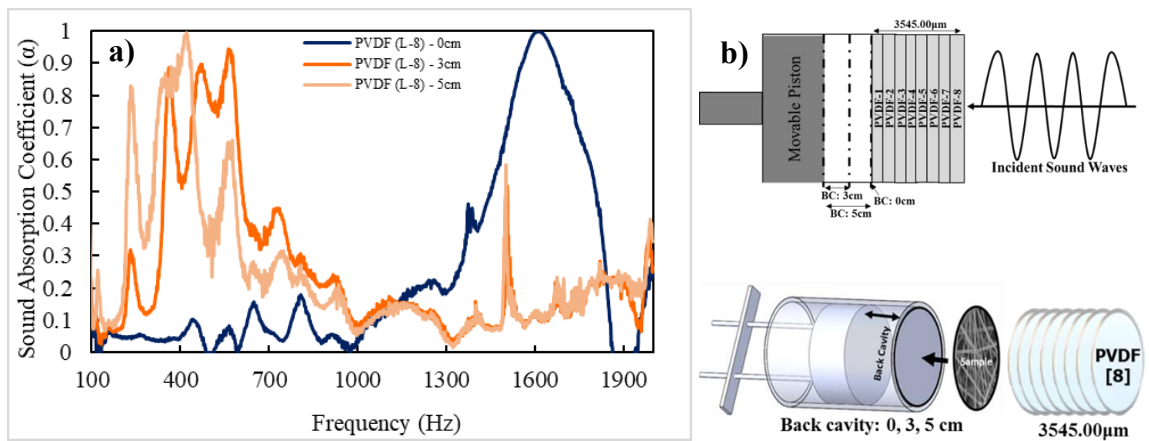 a)
PVDF (L-8) - 0cm
PVDF (L-8) - 3cm
PVDF (L-8) - 5cm
Sound Absorption Coefficient (α)
1
0.9
0.8
0.7
0.6
0.5
0.4
0.3
0.2
0.1
0
100 400 700 1000 1300 1600 1900
Frequency (Hz)
b)
3545.00μm
Movable Piston
PVDF-1
PVDF-2
PVDF-3
PVDF-4
PVDF-5
PVDF-6
PVDF-7
PVDF-8
Incident Sound Waves
BC: 3cm
BC: 0cm
BC: 5cm
Back Cavity
Sample
PVDF
[8]
Back cavity: 0, 3, 5 cm
3545.00μm